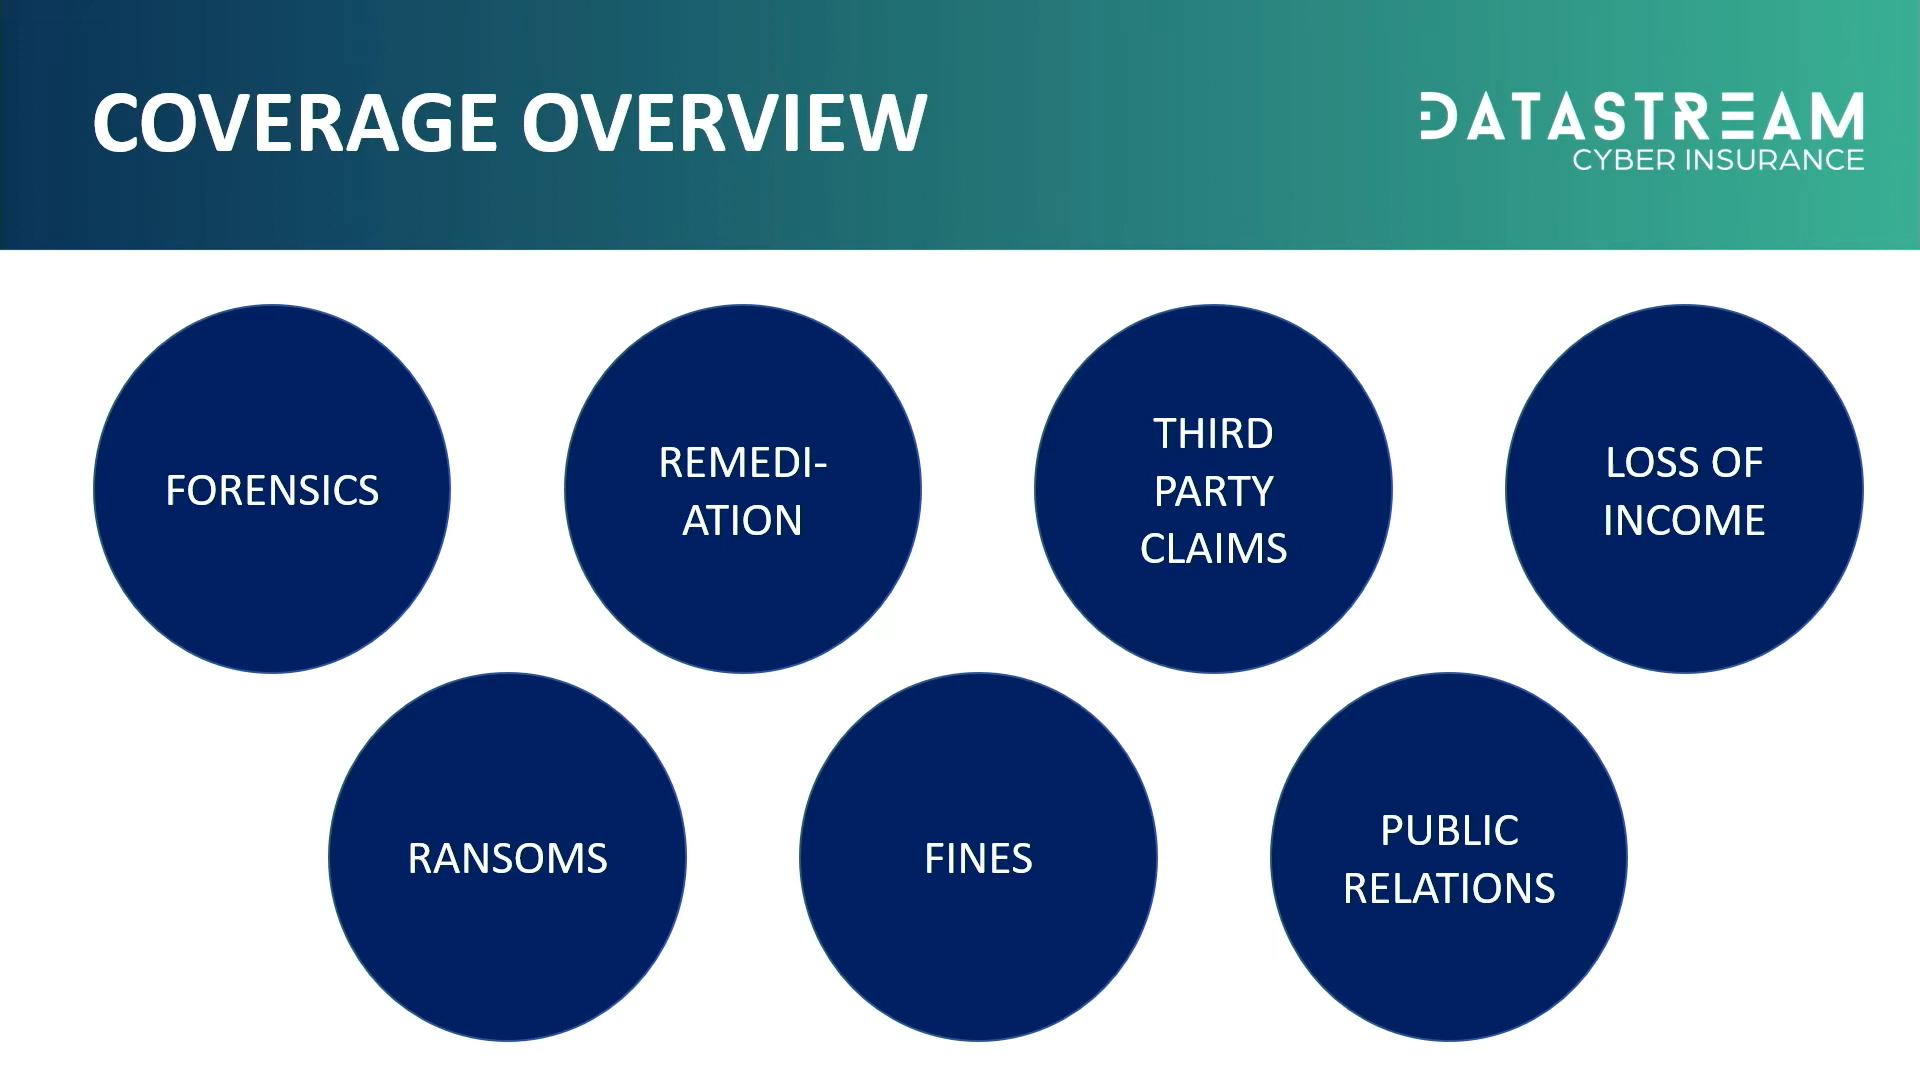 COVERAGE OVERVIEW
DATASTREAM
CYBER INSURANCE
FORENSICS
REMEDI-
ATION
THIRD
PARTY
CLAIMS
LOSS OF
INCOME
RANSOMS
FINES
PUBLIC
RELATIONS